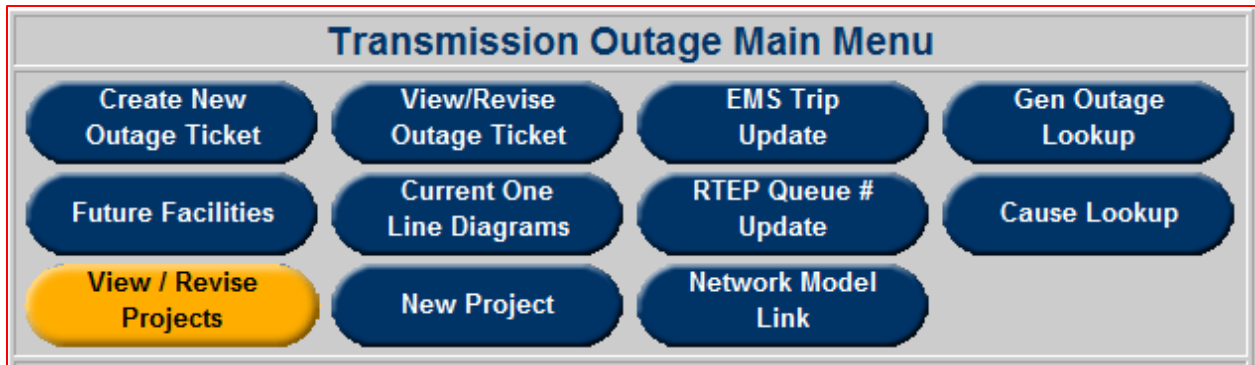 Transmission Outage Main Menu
Create New
Outage Ticket
View/Revise
Outage Ticket
EMS Trip
Update
Gen Outage
Lookup
Future Facilities
Current One
Line Diagrams
RTEP Queue #
Update
Cause Lookup
View / Revise
Projects
New Project
Network Model
Link